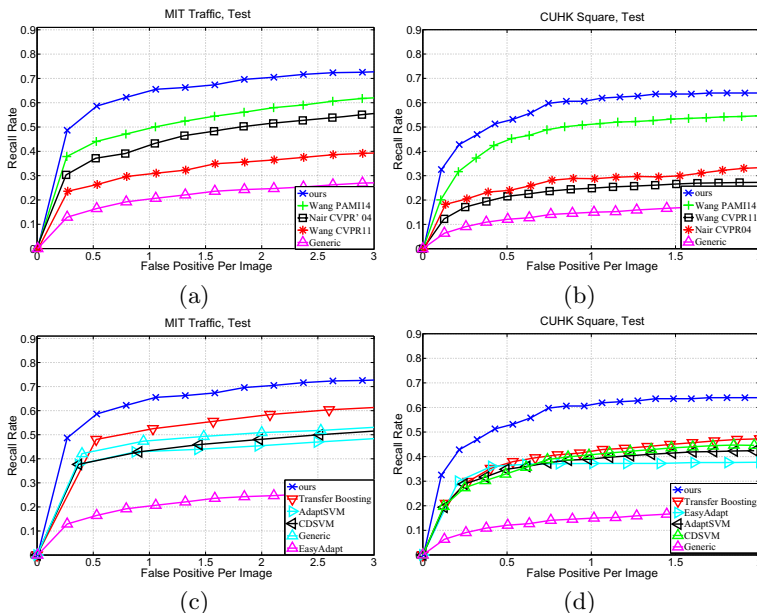 MIT Traffic, Test
0.9
0.8
0.7
0.6
0.5
0.4
0.3
0.2
0.1
0
Recall Rate
ours
Wang PAMI14
Nair CVPR' 04
Wang CVPR11
Generic
0 0.5 1 1.5 2 2.5 3
False Positive Per Image
(a)
CUHK Square, Test
0.9
0.8
0.7
0.6
0.5
0.4
0.3
0.2
0.1
0
Recall Rate
ours
Wang PAMI14
Wang CVPR11
Nair CVPR04
Generic
0 0.5 1 1.5
False Positive Per Image
(b)
MIT Traffic, Test
0.9
0.8
0.7
0.6
0.5
0.4
0.3
0.2
0.1
0
Recall Rate
ours
Transfer Boosting
AdaptSVM
CDSVM
Generic
EasyAdapt
0 0.5 1 1.5 2 2.5 3
False Positive Per Image
(c)
CUHK Square, Test
0.9
0.8
0.7
0.6
0.5
0.4
0.3
0.2
0.1
0
Recall Rate
ours
Transfer Boosting
EasyAdapt
AdaptSVM
CDSVM
Generic
0 0.5 1 1.5
False Positive Per Image
(d)